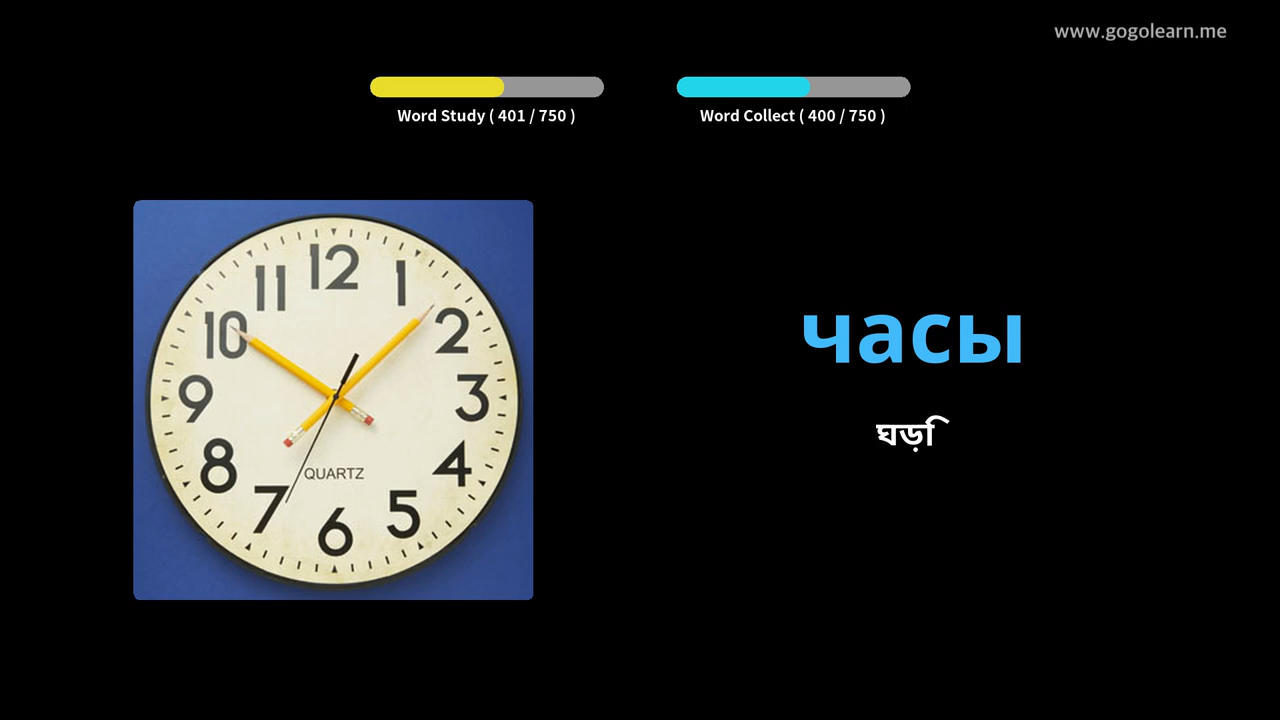 www.gogolearn.me
Word Study ( 401 / 750 )
Word Collect ( 400 / 750 )
12
11
1
10
2
9
3
8
4
7
5
6
QUARTZ
часы
ঘড়ি